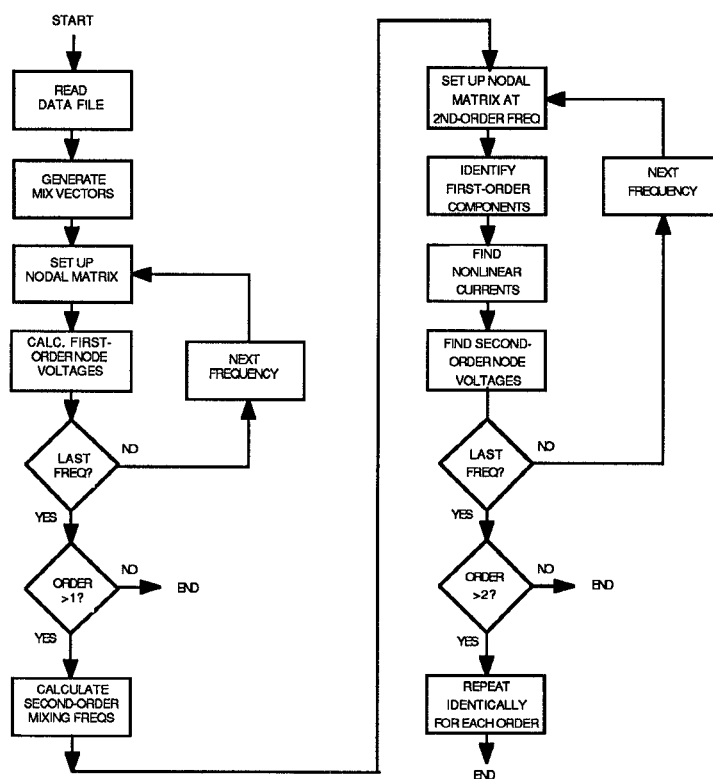 START
READ
DATA FILE
GENERATE
MIX VECTORS
SET UP
NODAL MATRIX
CALC. FIRST-
ORDER NODE
VOLTAGES
NEXT
FREQUENCY
LAST
FREQ?
NO
YES
ORDER
>1?
NO
END
YES
CALCULATE
SECOND-ORDER
MIXING FREQS
SET UP NODAL
MATRIX AT
2ND-ORDER FREQ
IDENTIFY
FIRST-ORDER
COMPONENTS
NEXT
FREQUENCY
FIND
NONLINEAR
CURRENTS
FIND SECOND-
ORDER NODE
VOLTAGES
LAST
FREQ?
NO
YES
ORDER
>2?
NO
END
YES
REPEAT
IDENTICALLY
FOR EACH ORDER
END